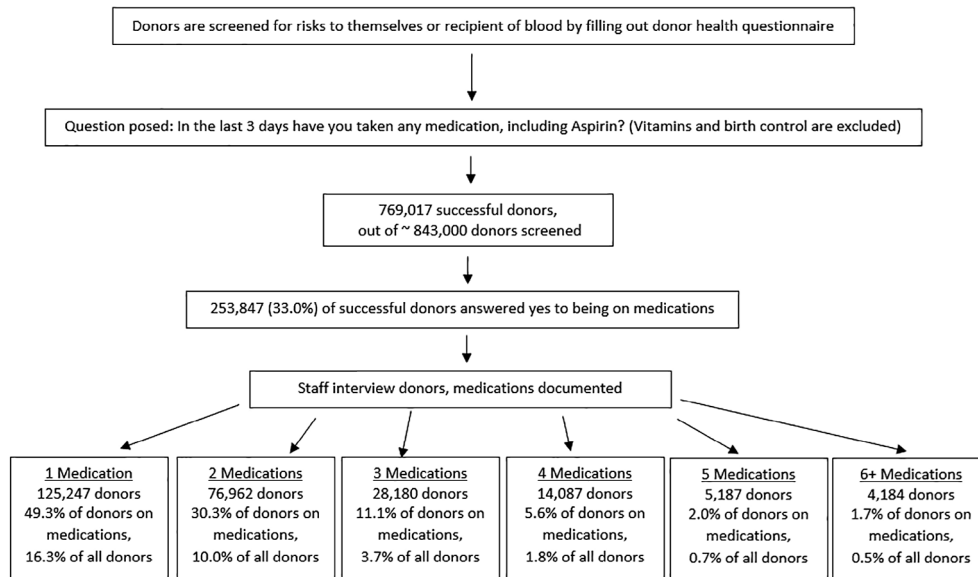 Donors are screened for risks to themselves or recipient of blood by filling out donor health questionnaire
Question posed: In the last 3 days have you taken any medication, including Aspirin? (Vitamins and birth control are excluded)
769,017 successful donors,
out of ~ 843,000 donors screened
253,847 (33.0%) of successful donors answered yes to being on medications
Staff interview donors, medications documented
1 Medication
125,247 donors
49.3% of donors on
medications,
16.3% of all donors
2 Medications
76,962 donors
30.3% of donors on
medications,
10.0% of all donors
3 Medications
28,180 donors
11.1% of donors on
medications,
3.7% of all donors
4 Medications
14,087 donors
5.6% of donors on
medications,
1.8% of all donors
5 Medications
5,187 donors
2.0% of donors on
medications,
0.7% of all donors
6+ Medications
4,184 donors
1.7% of donors on
medications,
0.5% of all donors